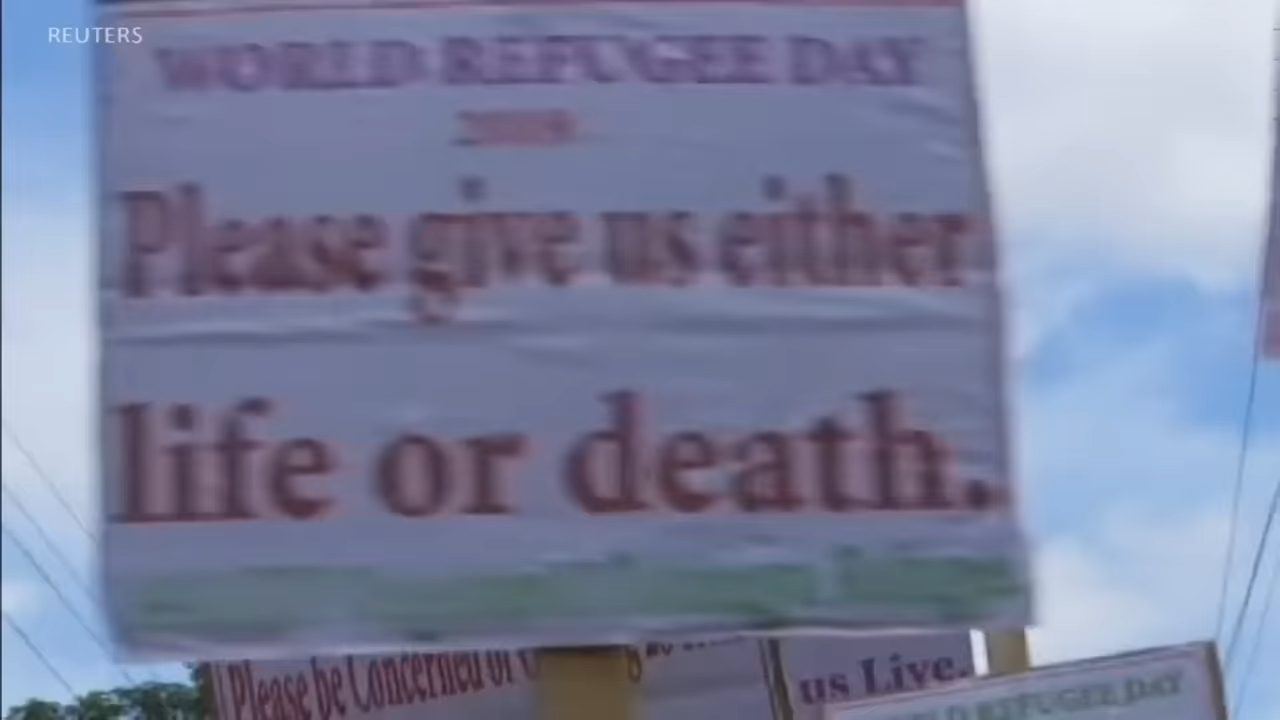 REUTERS
WORLD REFUGEE DAY
Please give us either
life or death.
Please be Concerned of
us Live.
REFUGEE DAY